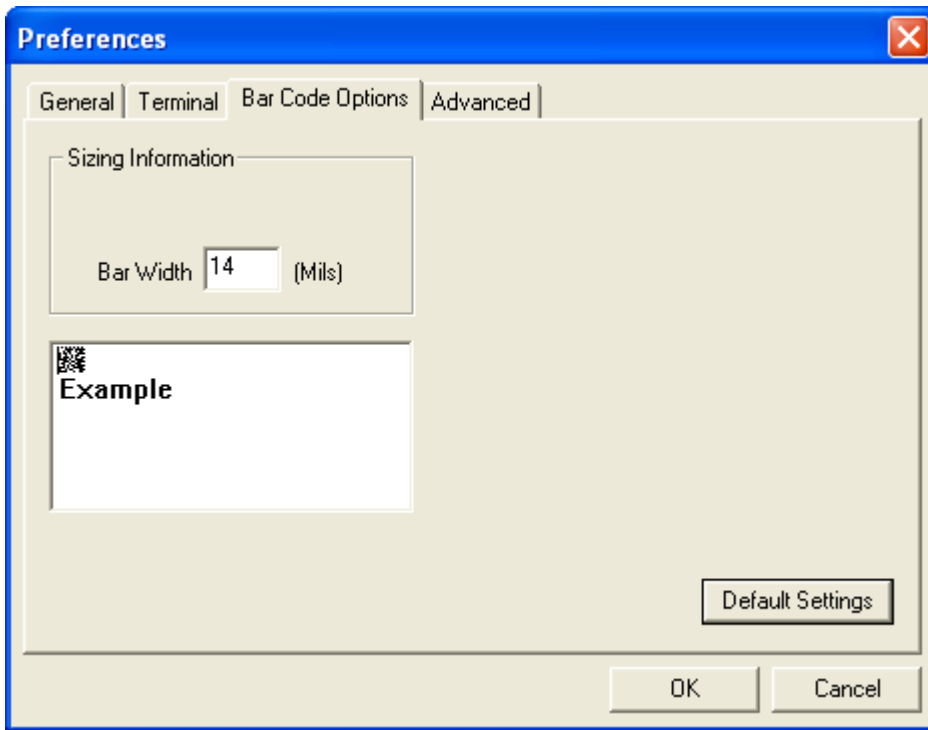 Preferences
General Terminal Bar Code Options Advanced
Sizing Information
Bar Width 14 (Mils)
Example
Default Settings
OK Cancel